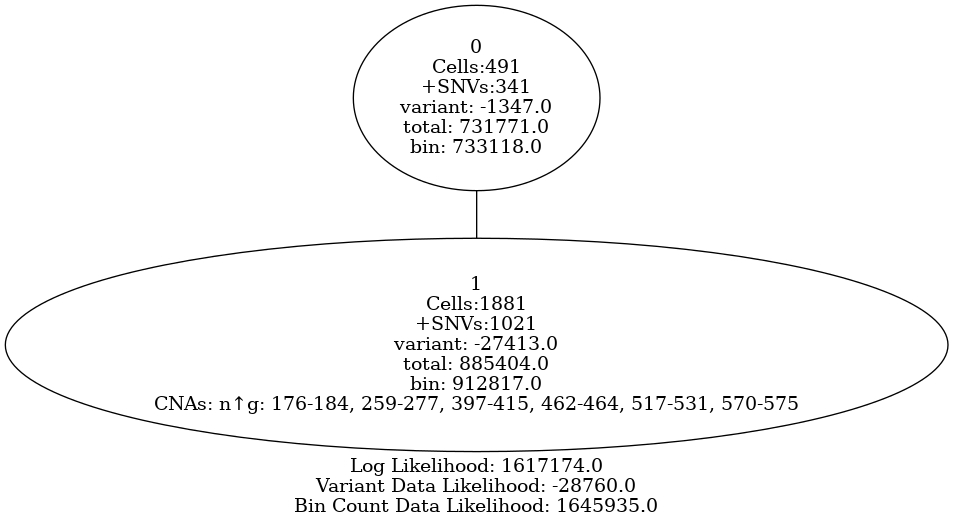 0
Cells:491
+SNVs:341
variant: -1347.0
total: 731771.0
bin: 733118.0
1
Cells:1881
+SNVs:1021
variant: -27413.0
total: 885404.0
bin: 912817.0
CNAs: n↑g: 176-184, 259-277, 397-415, 462-464, 517-531, 570-575
Log Likelihood: 1617174.0
Variant Data Likelihood: -28760.0
Bin Count Data Likelihood: 1645935.0